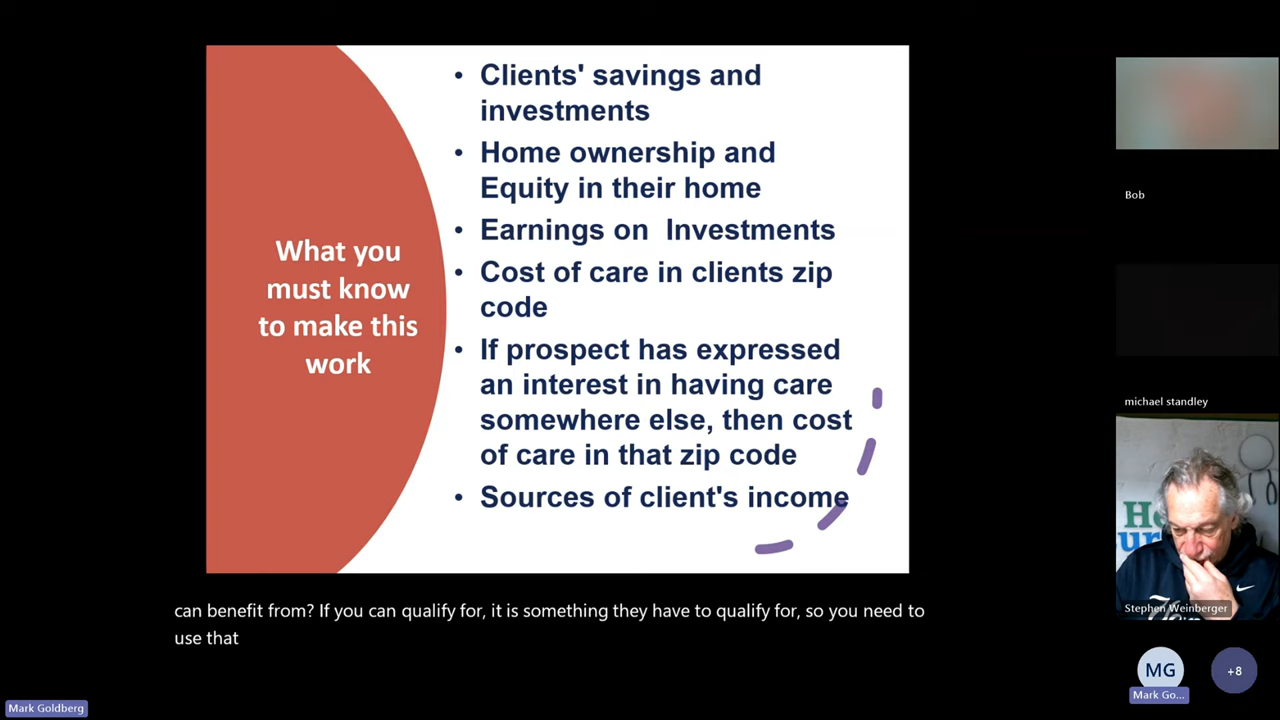 What you
must know
to make this
work
• Clients' savings and
investments
• Home ownership and
Equity in their home
• Earnings on  Investments
• Cost of care in clients zip
code
• If prospect has expressed
an interest in having care
somewhere else, then cost
of care in that zip code
• Sources of client's income
can benefit from? If you can qualify for, it is something they have to qualify for, so you need to
use that
Mark Goldberg
Bob
michael standley
Stephen Weinberger
MG
Mark Go...
+8